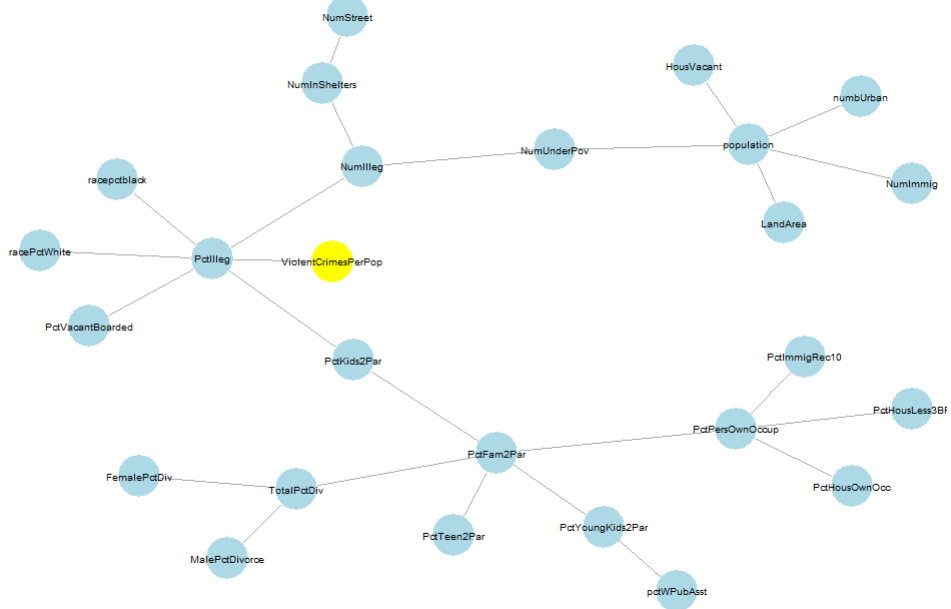 NumStreet
HousVacant
NumInShelters
numbUrban
population
NumUnderPov
NumIlleg
racepctblack
NumImmig
LandArea
racePctWhite
PctIlleg
ViolentCrimesPerPop
PctVacantBoarded
PctKids2Par
PctImmigRec10
PctHousLess3BR
PctPersOwnOccup
PctFam2Par
FemalePctDiv
TotalPctDiv
PctHousOwnOcc
PctYoungKids2Par
PctTeen2Par
MalePctDivorce
pctWPubAsst